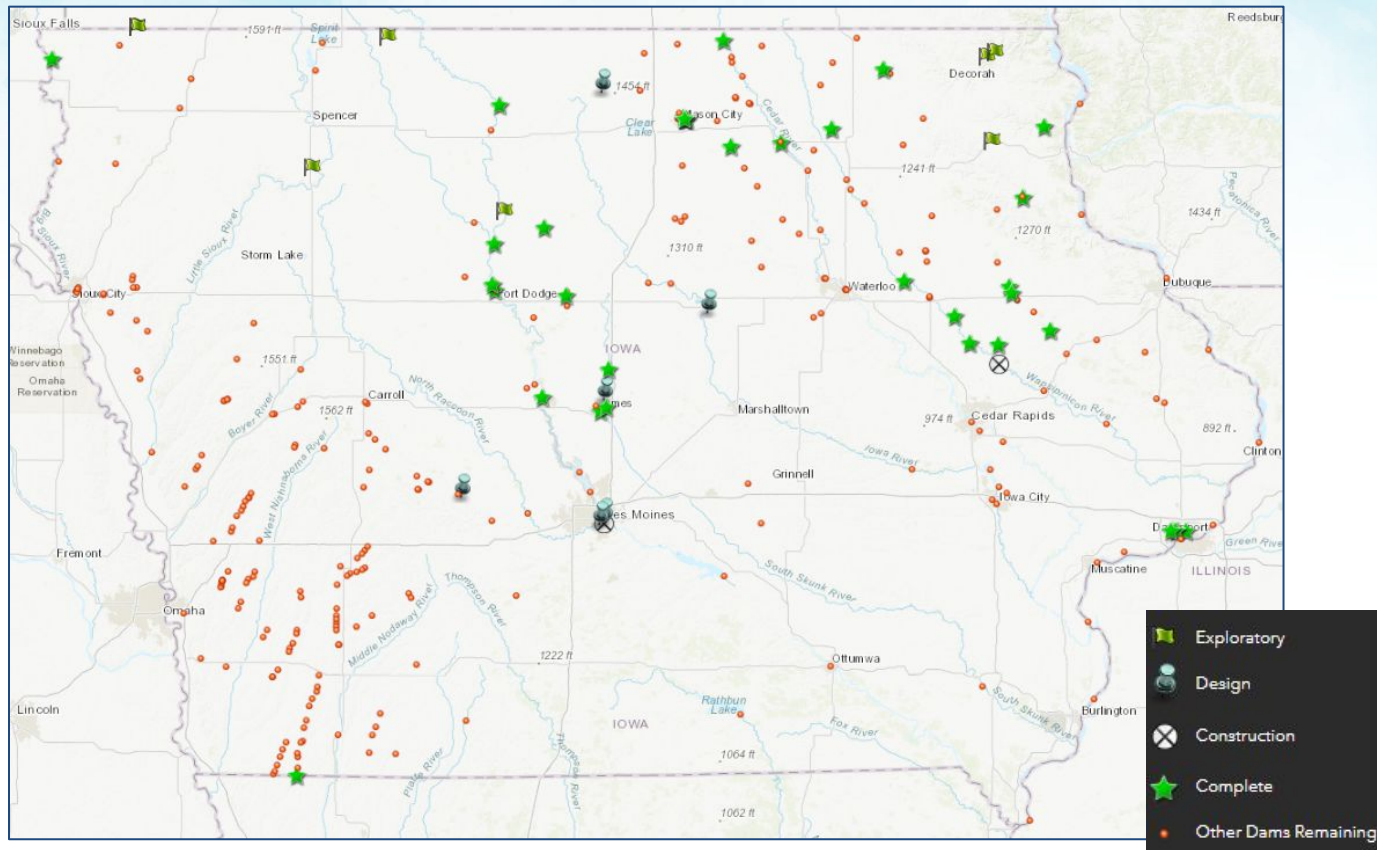 Sioux Falls
1591 ft
Spirit
Lake
Reedsburg
1454 ft
Decorah
Spencer
Clear
Lake
Mason City
Cedar River
1241 ft
Pecatonica River
1434 ft
Big
Sioux River
Little Sioux River
Storm Lake
1310 ft
1270 ft
Sioux City
Fort Dodge
Waterloo
Dubuque
Winnebago
Reservation
Omaha
Reservation
1551 ft
IOWA
Boyer River
Carroll
1562 ft
North Raccoon River
Ames
Marshalltown
Wapsipinicon River
974 ft
Cedar Rapids
892 ft
Clinton
West Nishnabotna River
Grinnell
Iowa River
Iowa City
Des Moines
Davenport
Green Rive
Fremont
Muscatine
ILLINOIS
South Skunk River
Thompson River
Omaha
Middle Nodaway River
1222 ft
Ottumwa
Lincoln
Rathbun
Lake
IOWA
Fox River
South Skunk River
Burlington
Platte River
Thompson River
1064 ft
1062 ft
Exploratory
Design
Construction
Complete
Other Dams Remaining